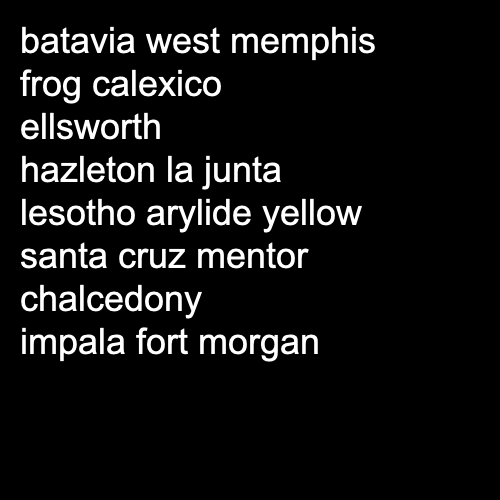 batavia west memphis
frog calexico
ellsworth
hazleton la junta
lesotho arylide yellow
santa cruz mentor
chalcedony
impala fort morgan